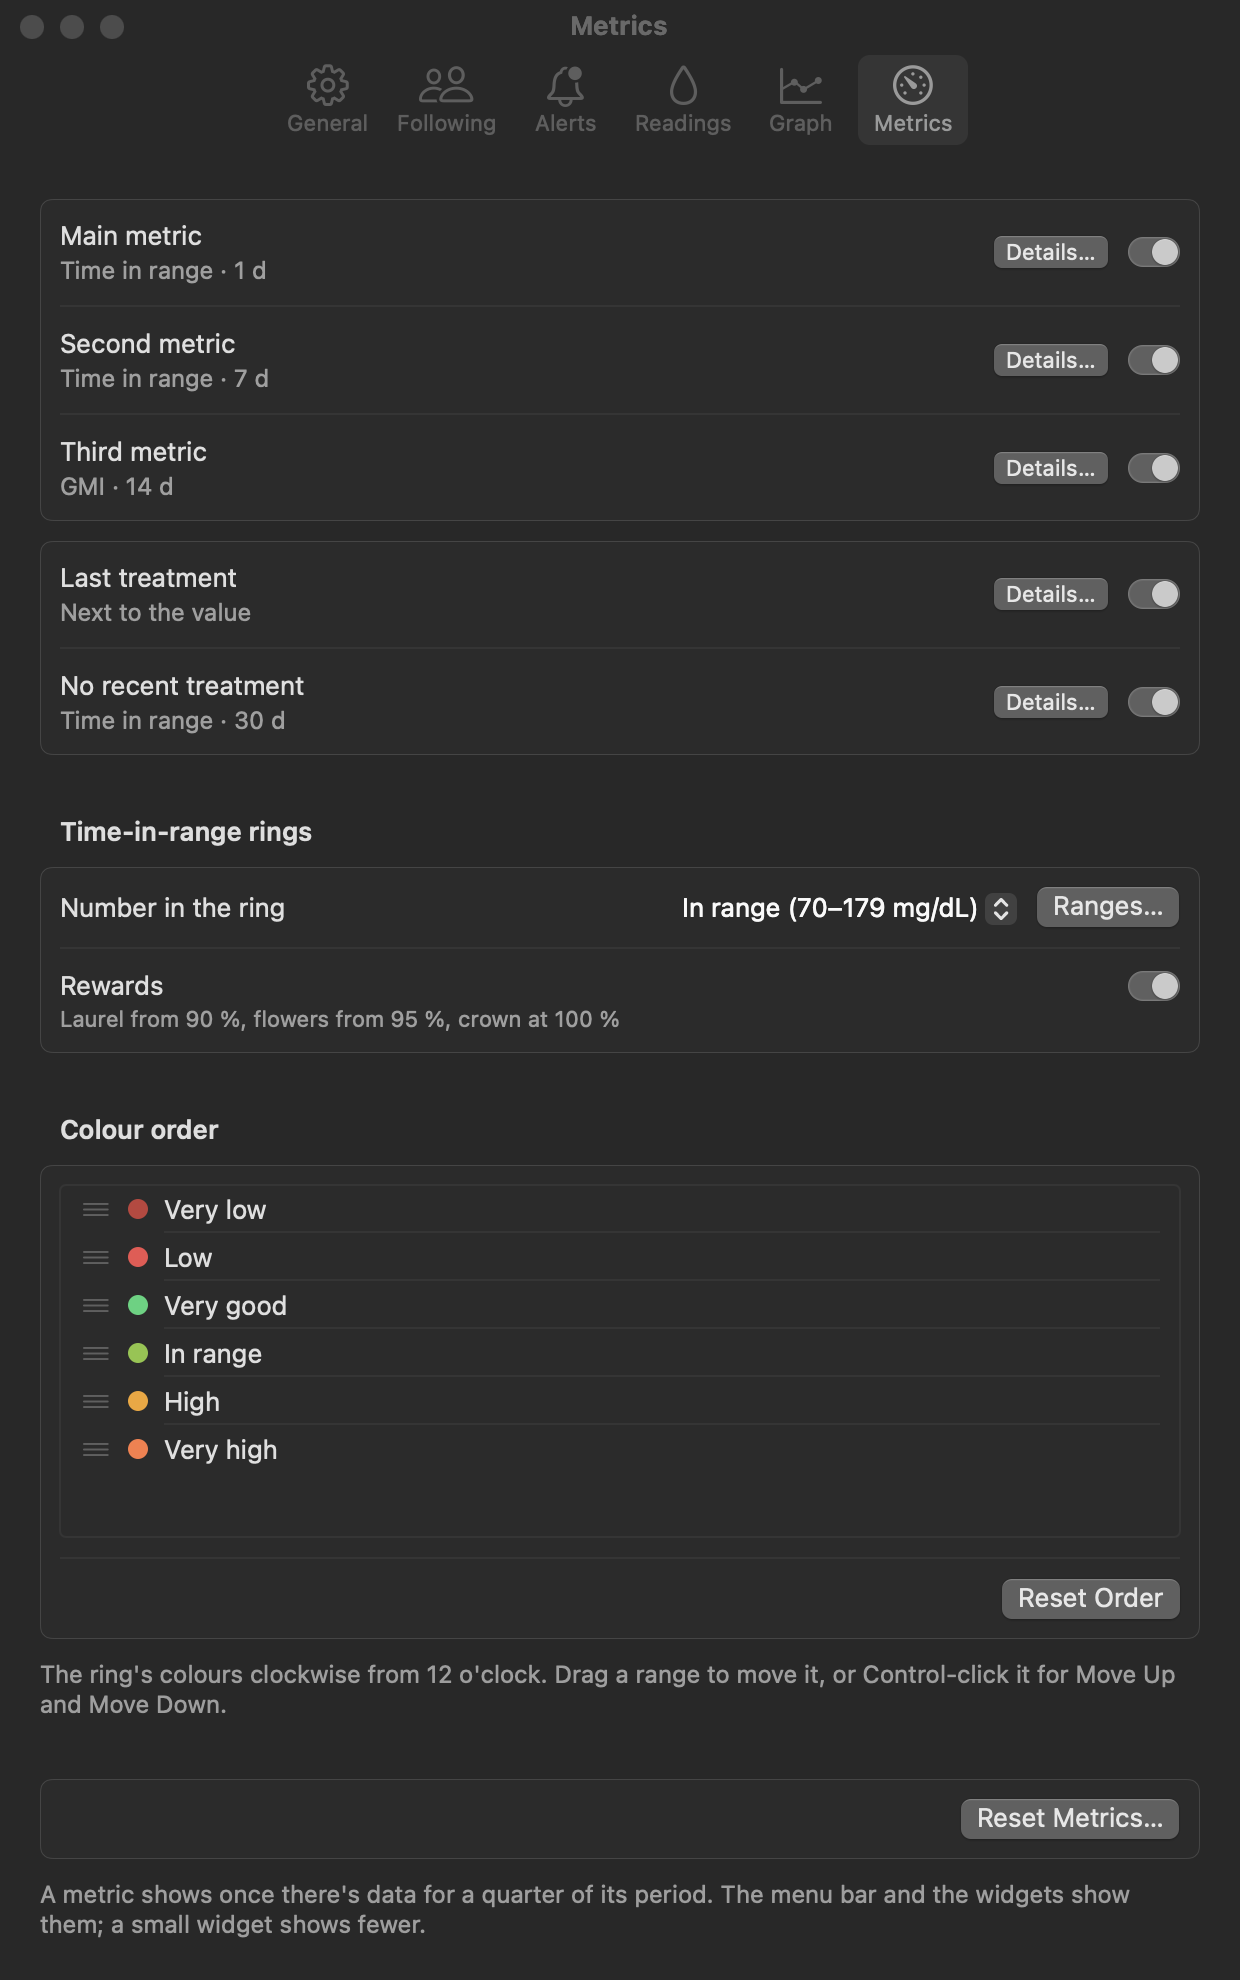 Metrics
General
Following
Alerts
Readings
Graph
Metrics
Main metric
Time in range · 1 d
Details...
Second metric
Time in range · 7 d
Details...
Third metric
GMI · 14 d
Details...
Last treatment
Next to the value
Details...
No recent treatment
Time in range · 30 d
Details...
Time-in-range rings
Number in the ring
In range (70–179 mg/dL)
Ranges...
Rewards
Laurel from 90 %, flowers from 95 %, crown at 100 %
Colour order
Very low
Low
Very good
In range
High
Very high
Reset Order
The ring's colours clockwise from 12 o'clock. Drag a range to move it, or Control-click it for Move Up
and Move Down.
Reset Metrics...
A metric shows once there's data for a quarter of its period. The menu bar and the widgets show
them; a small widget shows fewer.